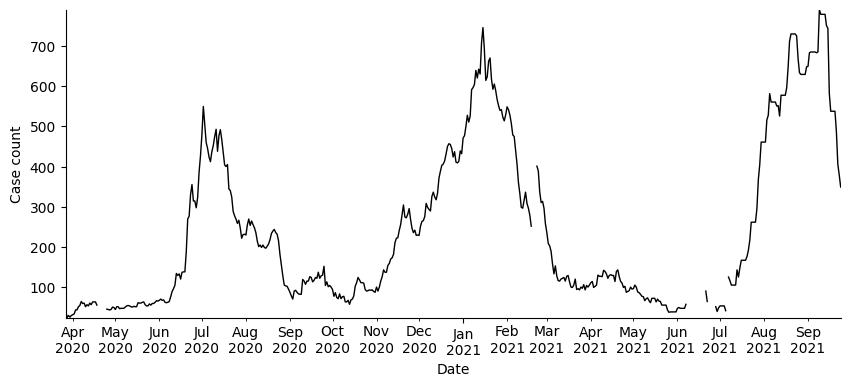 700
600
500
400
300
200
100
Case count
Apr May Jun Jul Aug Sep Oct Nov Dec Jan Feb Mar Apr May Jun Jul Aug Sep
2020 2020 2020 2020 2020 2020 2020 2020 2020 2021 2021 2021 2021 2021 2021 2021 2021 2021
Date